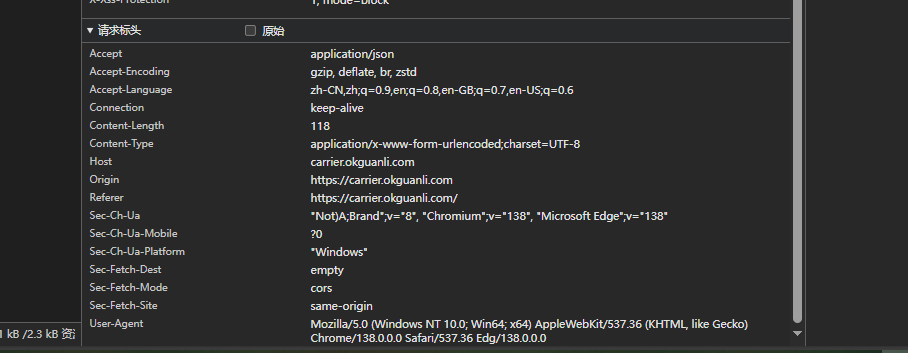 X-Xss-Protection 1; mode=block
请求标头 原始
Accept application/json
Accept-Encoding gzip, deflate, br, zstd
Accept-Language zh-CN,zh;q=0.9,en;q=0.8,en-GB;q=0.7,en-US;q=0.6
Connection keep-alive
Content-Length 118
Content-Type application/x-www-form-urlencoded;charset=UTF-8
Host carrier.okguanli.com
Origin https://carrier.okguanli.com
Referer https://carrier.okguanli.com/
Sec-Ch-Ua "Not)A;Brand";v="8", "Chromium";v="138", "Microsoft Edge";v="138"
Sec-Ch-Ua-Mobile ?0
Sec-Ch-Ua-Platform "Windows"
Sec-Fetch-Dest empty
Sec-Fetch-Mode cors
Sec-Fetch-Site same-origin
User-Agent Mozilla/5.0 (Windows NT 10.0; Win64; x64) AppleWebKit/537.36 (KHTML, like Gecko)
Chrome/138.0.0.0 Safari/537.36 Edg/138.0.0.0
1 kB /2.3 kB 资